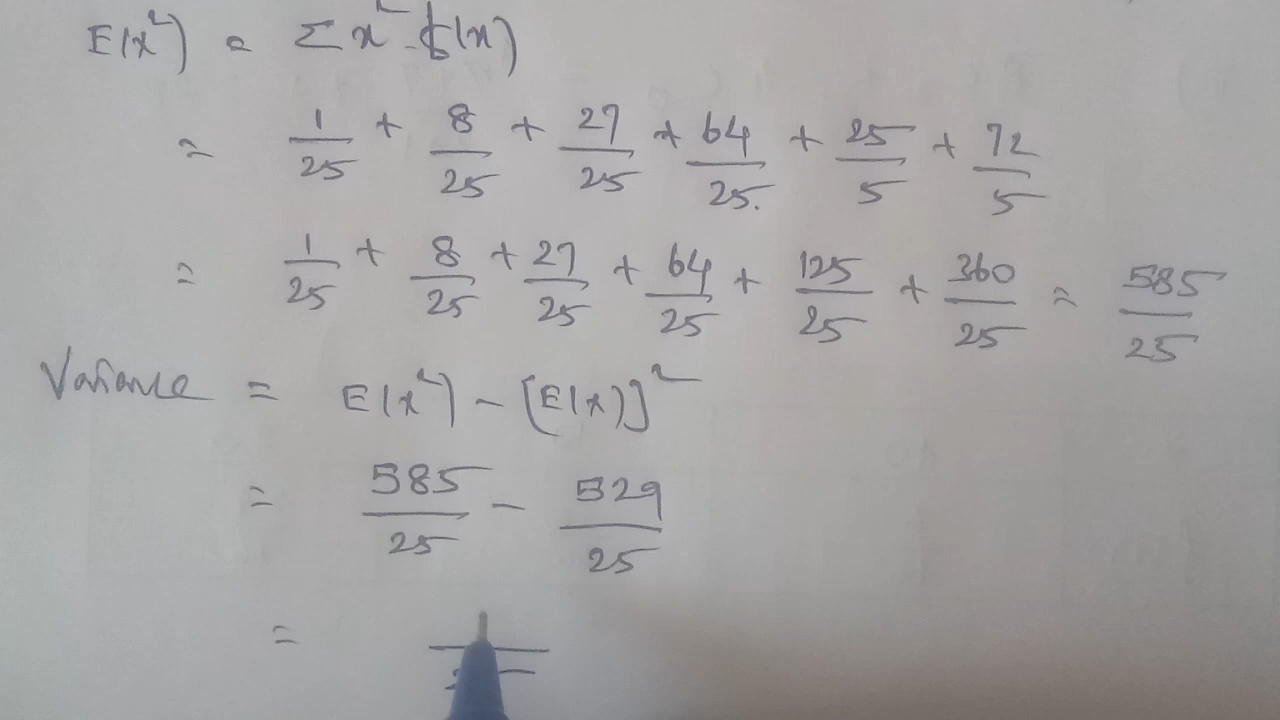 E(x²) = Σx².f(x)
= 1/25 + 8/25 + 27/25 + 64/25. + 25/5 + 72/5
= 1/25 + 8/25 + 27/25 + 64/25 + 125/25 + 360/25 = 585/25
Variance = E(x²) - [E(x)]²
= 585/25 - 529/25
=